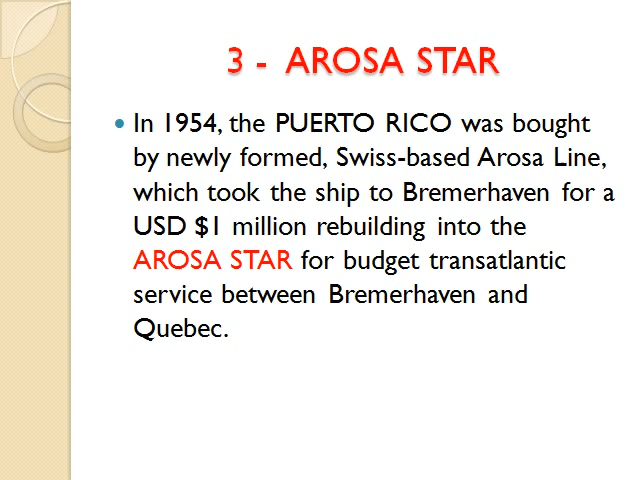 3 - AROSA STAR
In 1954, the PUERTO RICO was bought
by newly formed, Swiss-based Arosa Line,
which took the ship to Bremerhaven for a
USD $1 million rebuilding into the
AROSA STAR for budget transatlantic
service between Bremerhaven and
Quebec.